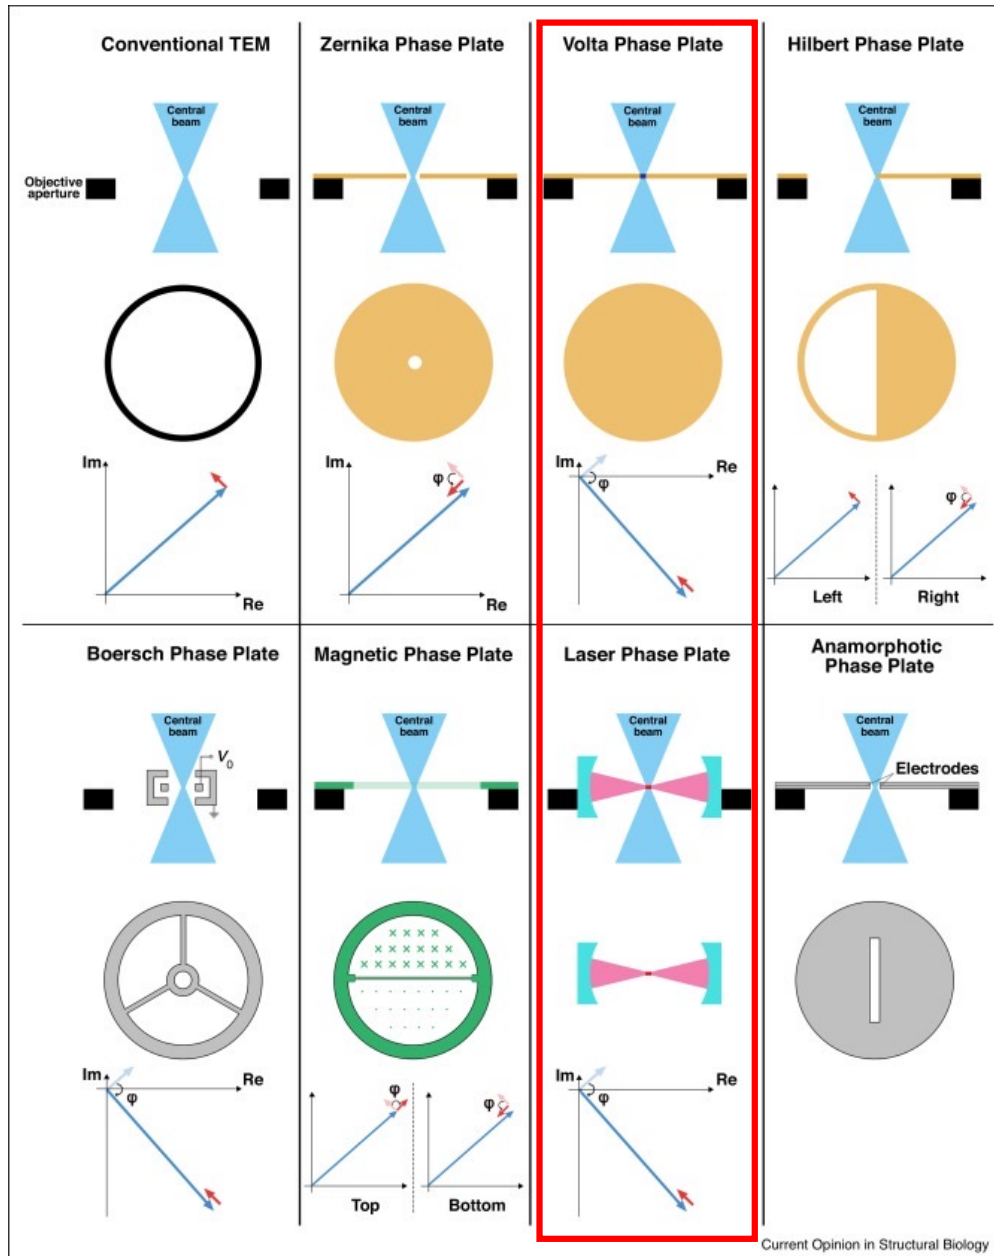 Conventional TEM
Central
beam
Objective
aperture
Im
Re
Zernika Phase Plate
Central
beam
Im
φ
Re
Volta Phase Plate
Central
beam
Im
Re
φ
Hilbert Phase Plate
Central
beam
φ
Left
Right
Boersch Phase Plate
Central
beam
V0
Im
Re
φ
Magnetic Phase Plate
Central
beam
φ
φ
Top
Bottom
Laser Phase Plate
Central
beam
Im
Re
φ
Anamorphotic
Phase Plate
Central
beam
Electrodes
Current Opinion in Structural Biology